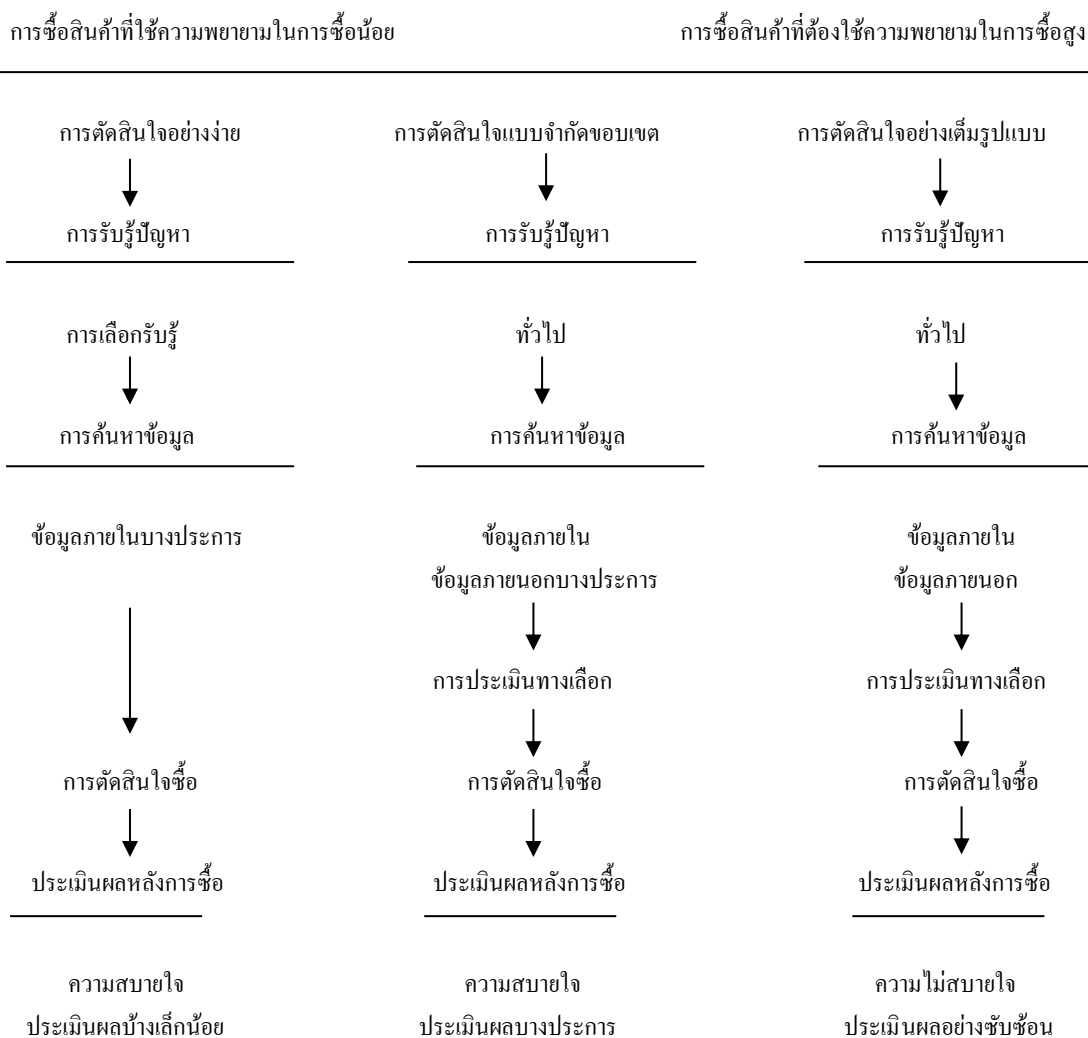 การซื้อสินค้าที่ใช้ความพยายามในการซื้อน้อย การซื้อสินค้าที่ต้องใช้ความพยายามในการซื้อสูง
การตัดสินใจอย่างง่าย การตัดสินใจแบบจำกัดขอบเขต การตัดสินใจอย่างเต็มรูปแบบ
การรับรู้ปัญหา การรับรู้ปัญหา การรับรู้ปัญหา
การเลือกรับรู้ ทั่วไป ทั่วไป
การค้นหาข้อมูล การค้นหาข้อมูล การค้นหาข้อมูล
ข้อมูลภายในบางประการ ข้อมูลภายใน ข้อมูลภายใน
ข้อมูลภายนอกบางประการ ข้อมูลภายนอก
การประเมินทางเลือก การประเมินทางเลือก
การตัดสินใจซื้อ การตัดสินใจซื้อ การตัดสินใจซื้อ
ประเมินผลหลังการซื้อ ประเมินผลหลังการซื้อ ประเมินผลหลังการซื้อ
ความสบายใจ ความสบายใจ ความไม่สบายใจ
ประเมินผลบ้างเล็กน้อย ประเมินผลบางประการ ประเมินผลอย่างซับซ้อน